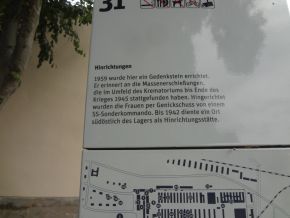 31
Hinrichtungen
1959 wurde hier ein Gedenkstein errichtet.
Er erinnert an die Massenerschießungen,
die im Umfeld des Krematoriums bis Ende des
Krieges 1945 stattgefunden haben. Hingerichtet
wurden die Frauen per Genickschuss von einem
SS-Sonderkommando. Bis 1942 diente ein Ort
südöstlich des Lagers als Hinrichtungsstätte.